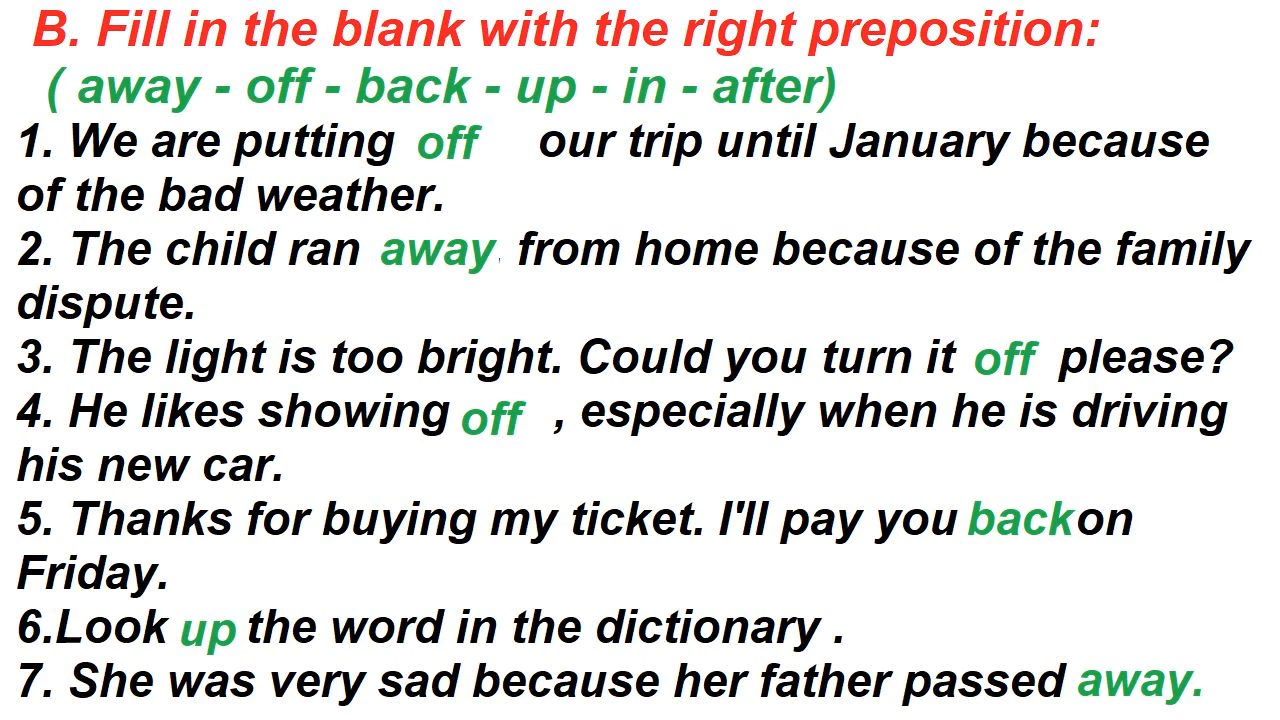 B. Fill in the blank with the right preposition:
( away - off - back - up - in - after)
1. We are putting off our trip until January because
of the bad weather.
2. The child ran away. from home because of the family
dispute.
3. The light is too bright. Could you turn it off please?
4. He likes showing off , especially when he is driving
his new car.
5. Thanks for buying my ticket. I'll pay you back on
Friday.
6.Look up the word in the dictionary .
7. She was very sad because her father passed away.